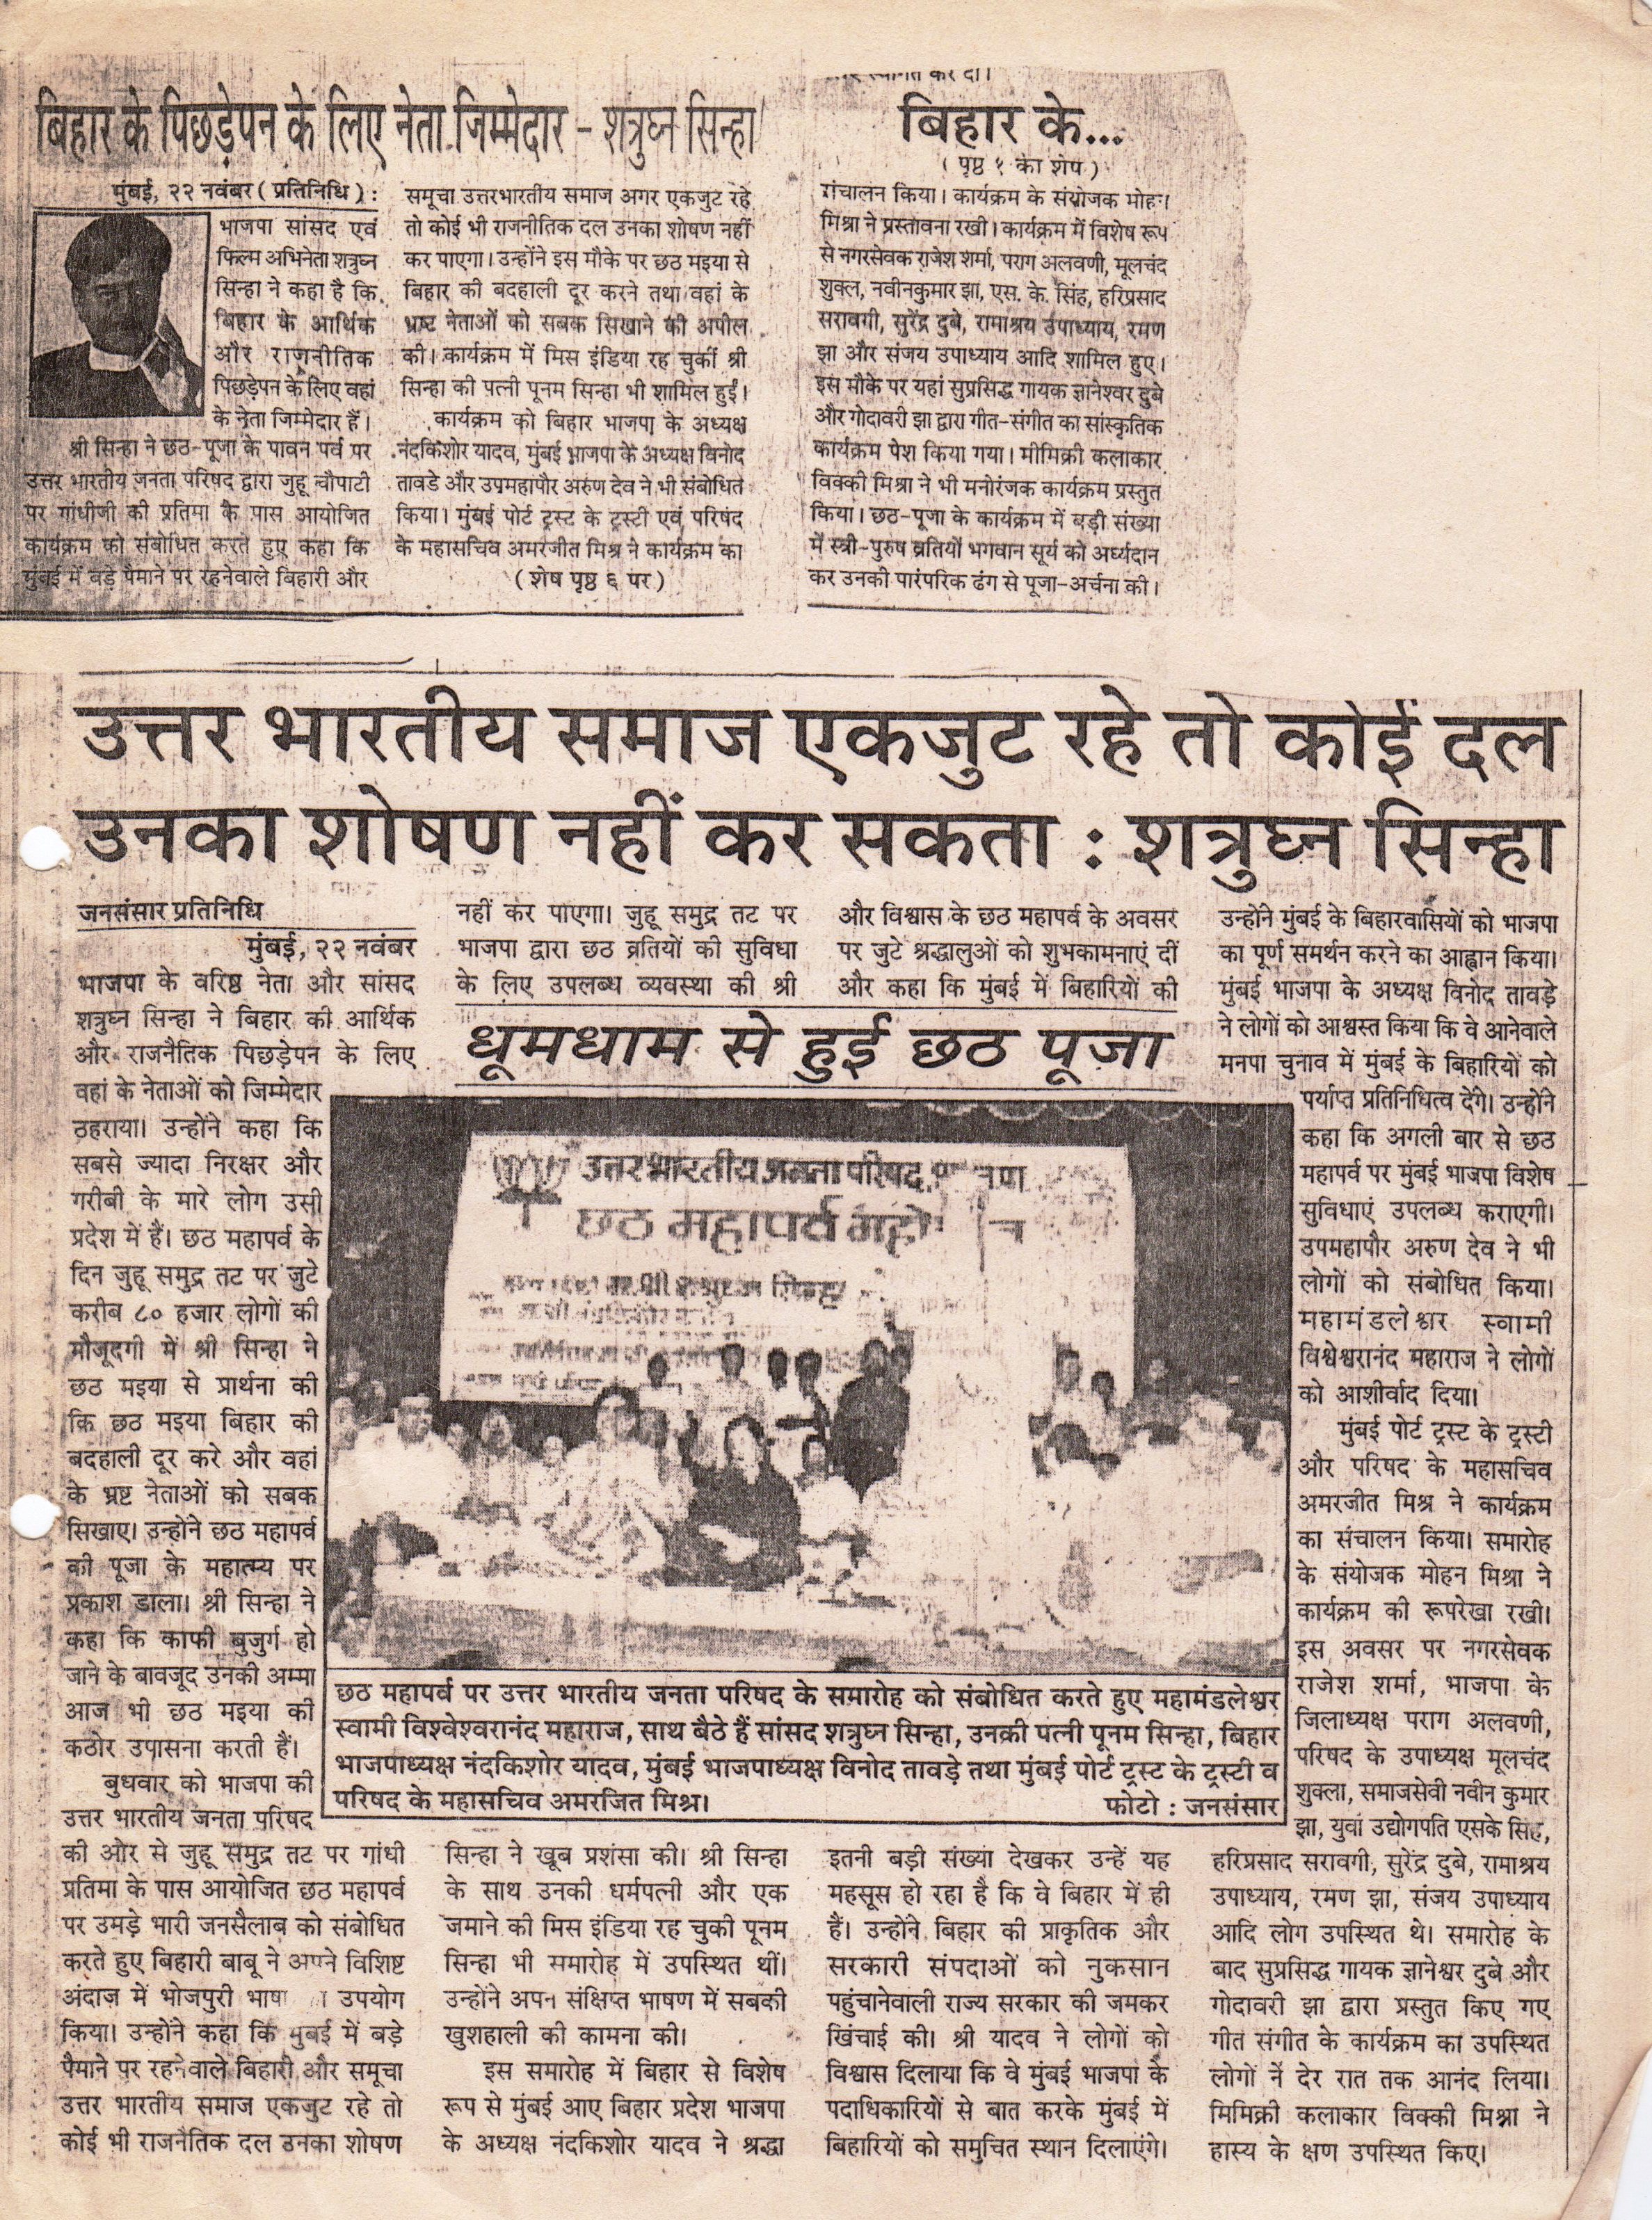 बिहार के पिछड़ेपन के लिए नेता जिम्मेदार - शत्रुघ्न सिन्हा
मुंबई, २२ नवंबर ( प्रतिनिधि ) :
भाजपा सांसद एवं
फिल्म अभिनेता शत्रुघ्न
सिन्हा ने कहा है कि
बिहार के आर्थिक
और राजनीतिक
पिछड़ेपन के लिए वहां
के नेता जिम्मेदार हैं।
श्री सिन्हा ने छठ-पूजा के पावन पर्व पर
उत्तर भारतीय जनता परिषद द्वारा जुहू चौपाटी
पर गांधीजी की प्रतिमा के पास आयोजित
कार्यक्रम को संबोधित करते हुए कहा कि
मुंबई में बड़े पैमाने पर रहनेवाले बिहारी और
समूचा उत्तरभारतीय समाज अगर एकजुट रहे
तो कोई भी राजनीतिक दल उनका शोषण नहीं
कर पाएगा। उन्होंने इस मौके पर छठ मइया से
बिहार की बदहाली दूर करने तथा वहां के
भ्रष्ट नेताओं को सबक सिखाने की अपील
की। कार्यक्रम में मिस इंडिया रह चुकीं श्री
सिन्हा की पत्नी पूनम सिन्हा भी शामिल हुईं।
कार्यक्रम को बिहार भाजपा के अध्यक्ष
नंदकिशोर यादव, मुंबई भाजपा के अध्यक्ष विनोद
तावडे और उपमहापौर अरुण देव ने भी संबोधित
किया। मुंबई पोर्ट ट्रस्ट के ट्रस्टी एवं परिषद
के महासचिव अमरजीत मिश्र ने कार्यक्रम का
( शेष पृष्ठ ६ पर )
कर दी।
बिहार के...
( पृष्ठ १ का शेष )
संचालन किया। कार्यक्रम के संयोजक मोहन
मिश्रा ने प्रस्तावना रखी। कार्यक्रम में विशेष रूप
से नगरसेवक राजेश शर्मा, पराग अलवणी, मूलचंद
शुक्ल, नवीनकुमार झा, एस. के. सिंह, हरिप्रसाद
सरावगी, सुरेंद्र दुबे, रामाश्रय उपाध्याय, रमण
झा और संजय उपाध्याय आदि शामिल हुए।
इस मौके पर यहां सुप्रसिद्ध गायक ज्ञानेश्वर दुबे
और गोदावरी झा द्वारा गीत-संगीत का सांस्कृतिक
कार्यक्रम पेश किया गया। मीमिक्री कलाकार
विक्की मिश्रा ने भी मनोरंजक कार्यक्रम प्रस्तुत
किया। छठ-पूजा के कार्यक्रम में बड़ी संख्या
में स्त्री-पुरुष व्रतियों भगवान सूर्य को अर्घ्यदान
कर उनकी पारंपरिक ढंग से पूजा-अर्चना की।
उत्तर भारतीय समाज एकजुट रहे तो कोई दल
उनका शोषण नहीं कर सकता : शत्रुघ्न सिन्हा
जनसंसार प्रतिनिधि
मुंबई, २२ नवंबर
भाजपा के वरिष्ठ नेता और सांसद
शत्रुघ्न सिन्हा ने बिहार की आर्थिक
और राजनैतिक पिछड़ेपन के लिए
वहां के नेताओं को जिम्मेदार
ठहराया। उन्होंने कहा कि
सबसे ज्यादा निरक्षर और
गरीबी के मारे लोग उसी
प्रदेश में हैं। छठ महापर्व के
दिन जुहू समुद्र तट पर जुटे
करीब ८० हजार लोगों की
मौजूदगी में श्री सिन्हा ने
छठ मइया से प्रार्थना की
कि छठ मइया बिहार की
बदहाली दूर करे और वहां
के भ्रष्ट नेताओं को सबक
सिखाए। उन्होंने छठ महापर्व
की पूजा के महात्म्य पर
प्रकाश डाला। श्री सिन्हा ने
कहा कि काफी बुजुर्ग हो
जाने के बावजूद उनकी अम्मा
आज भी छठ मइया की
कठोर उपासना करती हैं।
बुधवार को भाजपा की
उत्तर भारतीय जनता परिषद
की ओर से जुहू समुद्र तट पर गांधी
प्रतिमा के पास आयोजित छठ महापर्व
पर उमड़े भारी जनसैलाब को संबोधित
करते हुए बिहारी बाबू ने अपने विशिष्ट
अंदाज में भोजपुरी भाषा उपयोग
किया। उन्होंने कहा कि मुंबई में बड़े
पैमाने पर रहनेवाले बिहारी और समूचा
उत्तर भारतीय समाज एकजुट रहे तो
कोई भी राजनैतिक दल उनका शोषण
नहीं कर पाएगा। जुहू समुद्र तट पर
भाजपा द्वारा छठ व्रतियों की सुविधा
के लिए उपलब्ध व्यवस्था की श्री
धूमधाम से हुई छठ पूजा
उत्तर भारतीय जनता परिषद
छठ महापर्व
छठ महापर्व पर उत्तर भारतीय जनता परिषद के समारोह को संबोधित करते हुए महामंडलेश्वर
स्वामी विश्वेश्वरानंद महाराज, साथ बैठे हैं सांसद शत्रुघ्न सिन्हा, उनकी पत्नी पूनम सिन्हा, बिहार
भाजपाध्यक्ष नंदकिशोर यादव, मुंबई भाजपाध्यक्ष विनोद तावड़े तथा मुंबई पोर्ट ट्रस्ट के ट्रस्टी व
परिषद के महासचिव अमरजित मिश्र।
फोटो : जनसंसार
सिन्हा ने खूब प्रशंसा की। श्री सिन्हा
के साथ उनकी धर्मपत्नी और एक
जमाने की मिस इंडिया रह चुकी पूनम
सिन्हा भी समारोह में उपस्थित थीं।
उन्होंने अपन संक्षिप्त भाषण में सबकी
खुशहाली की कामना की।
इस समारोह में बिहार से विशेष
रूप से मुंबई आए बिहार प्रदेश भाजपा
के अध्यक्ष नंदकिशोर यादव ने श्रद्धा
और विश्वास के छठ महापर्व के अवसर
पर जुटे श्रद्धालुओं को शुभकामनाएं दीं
और कहा कि मुंबई में बिहारियों की
इतनी बड़ी संख्या देखकर उन्हें यह
महसूस हो रहा है कि वे बिहार में ही
हैं। उन्होंने बिहार की प्राकृतिक और
सरकारी संपदाओं को नुकसान
पहुंचानेवाली राज्य सरकार की जमकर
खिंचाई की। श्री यादव ने लोगों को
विश्वास दिलाया कि वे मुंबई भाजपा के
पदाधिकारियों से बात करके मुंबई में
बिहारियों को समुचित स्थान दिलाएंगे।
उन्होंने मुंबई के बिहारवासियों को भाजपा
का पूर्ण समर्थन करने का आह्वान किया।
मुंबई भाजपा के अध्यक्ष विनोद तावड़े
ने लोगों को आश्वस्त किया कि वे आनेवाले
मनपा चुनाव में मुंबई के बिहारियों को
पर्याप्त प्रतिनिधित्व देंगे। उन्होंने
कहा कि अगली बार से छठ
महापर्व पर मुंबई भाजपा विशेष
सुविधाएं उपलब्ध कराएगी।
उपमहापौर अरुण देव ने भी
लोगों को संबोधित किया।
महामंडलेश्वर स्वामी
विश्वेश्वरानंद महाराज ने लोगों
को आशीर्वाद दिया।
मुंबई पोर्ट ट्रस्ट के ट्रस्टी
और परिषद के महासचिव
अमरजीत मिश्र ने कार्यक्रम
का संचालन किया। समारोह
के संयोजक मोहन मिश्रा ने
कार्यक्रम की रूपरेखा रखी।
इस अवसर पर नगरसेवक
राजेश शर्मा, भाजपा के
जिलाध्यक्ष पराग अलवणी,
परिषद के उपाध्यक्ष मूलचंद
शुक्ला, समाजसेवी नवीन कुमार
झा, युवा उद्योगपति एसके सिंह,
हरिप्रसाद सरावगी, सुरेंद्र दुबे, रामाश्रय
उपाध्याय, रमण झा, संजय उपाध्याय
आदि लोग उपस्थित थे। समारोह के
बाद सुप्रसिद्ध गायक ज्ञानेश्वर दुबे और
गोदावरी झा द्वारा प्रस्तुत किए गए
गीत संगीत के कार्यक्रम का उपस्थित
लोगों नें देर रात तक आनंद लिया।
मिमिक्री कलाकार विक्की मिश्रा ने
हास्य के क्षण उपस्थित किए।